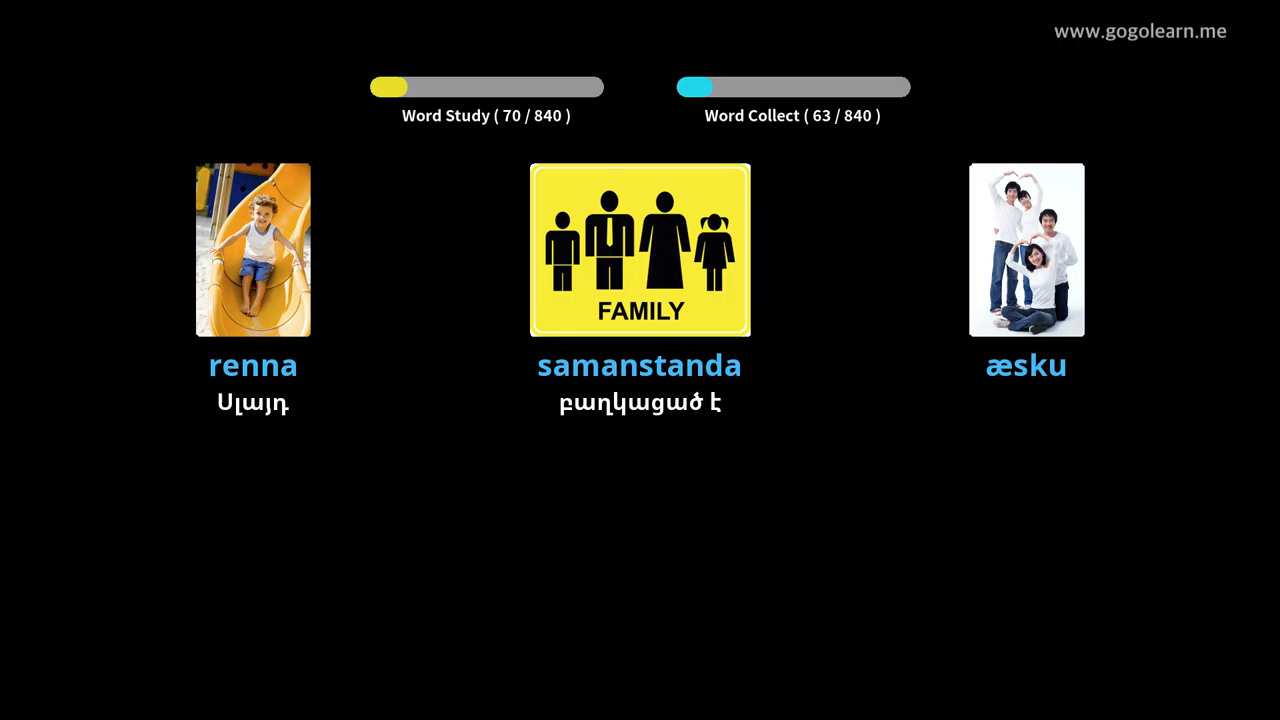 www.gogolearn.me
Word Study ( 70 / 840 )
Word Collect ( 63 / 840 )
FAMILY
renna
samanstanda
æsku
Սլայդ
բաղկացած է